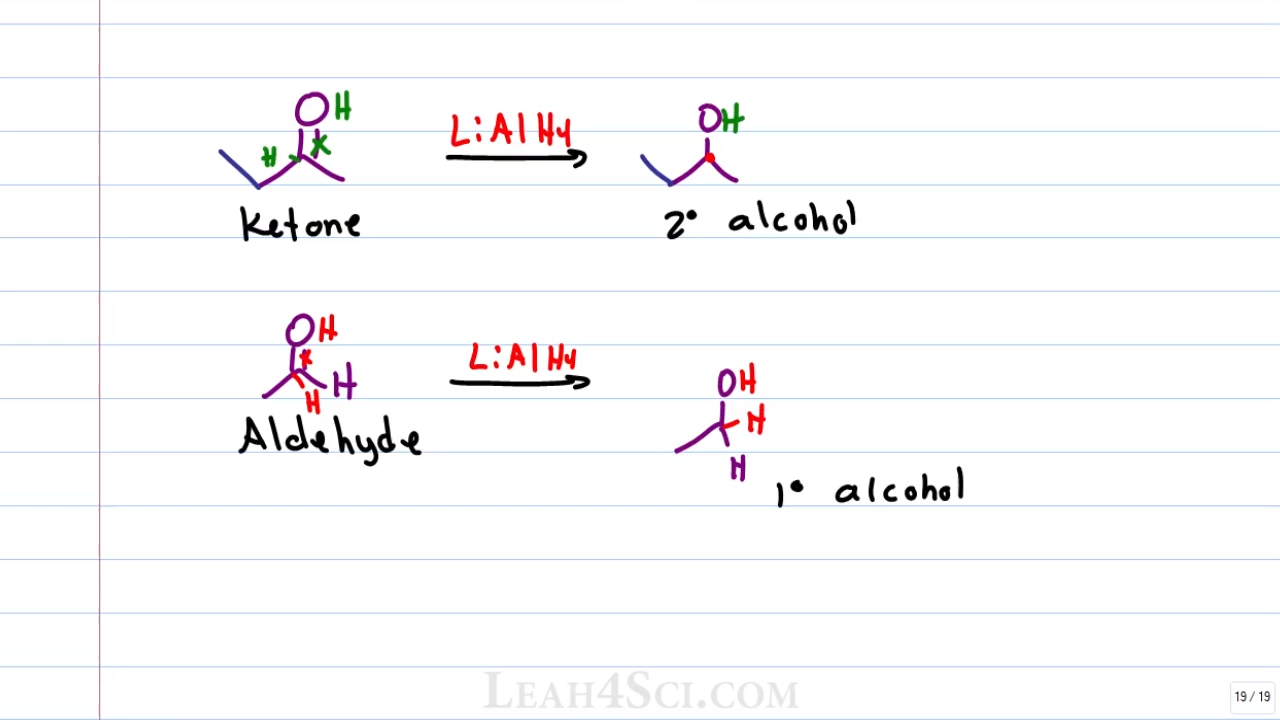 OH
H
LiAlH4
OH
Ketone
2° alcohol
OH
H
H
LiAlH4
OH
H
H
Aldehyde
1° alcohol
LEAH4SCI.COM
19 / 19